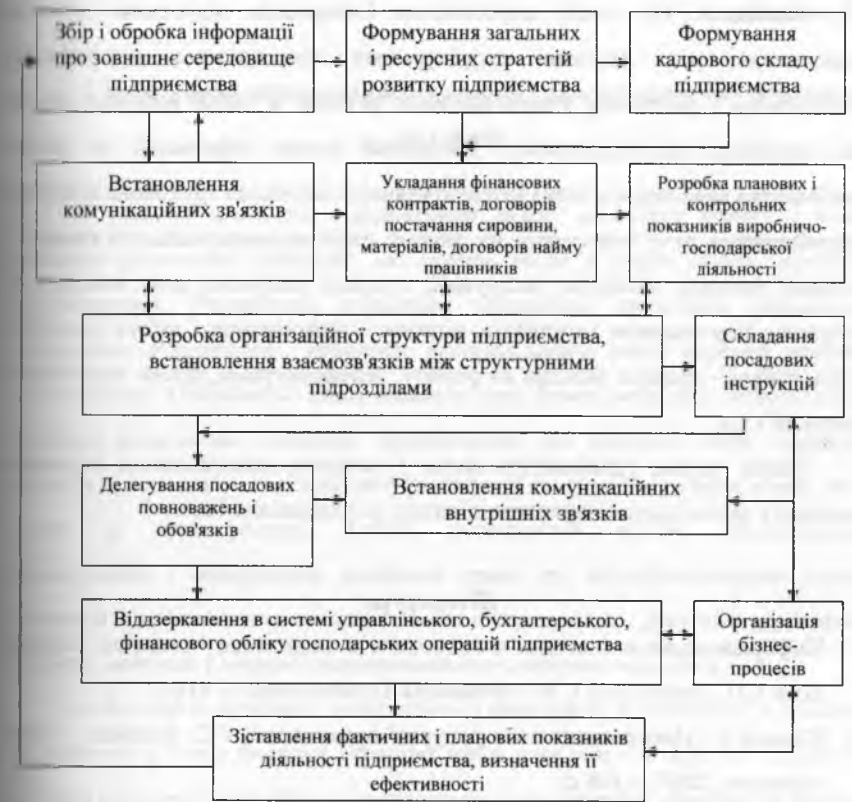 Збір і обробка інформації
про зовнішнє середовище
підприємства
Формування загальних
і ресурсних стратегій
розвитку підприємства
Формування
кадрового складу
підприємства
Встановлення
комунікаційних зв'язків
Укладання фінансових
контрактів, договорів
постачання сировини,
матеріалів, договорів найму
працівників
Розробка планових і
контрольних
показників виробничо-
господарської
діяльності
Розробка організаційної структури підприємства,
встановлення взаємозв'язків між структурними
підрозділами
Складання
посадових
інструкцій
Делегування посадових
повноважень і
обов'язків
Встановлення комунікаційних
внутрішніх зв'язків
Віддзеркалення в системі управлінського, бухгалтерського,
фінансового обліку господарських операцій підприємства
Організація
бізнес-
процесів
Зіставлення фактичних і планових показників
діяльності підприємства, визначення її
ефективності